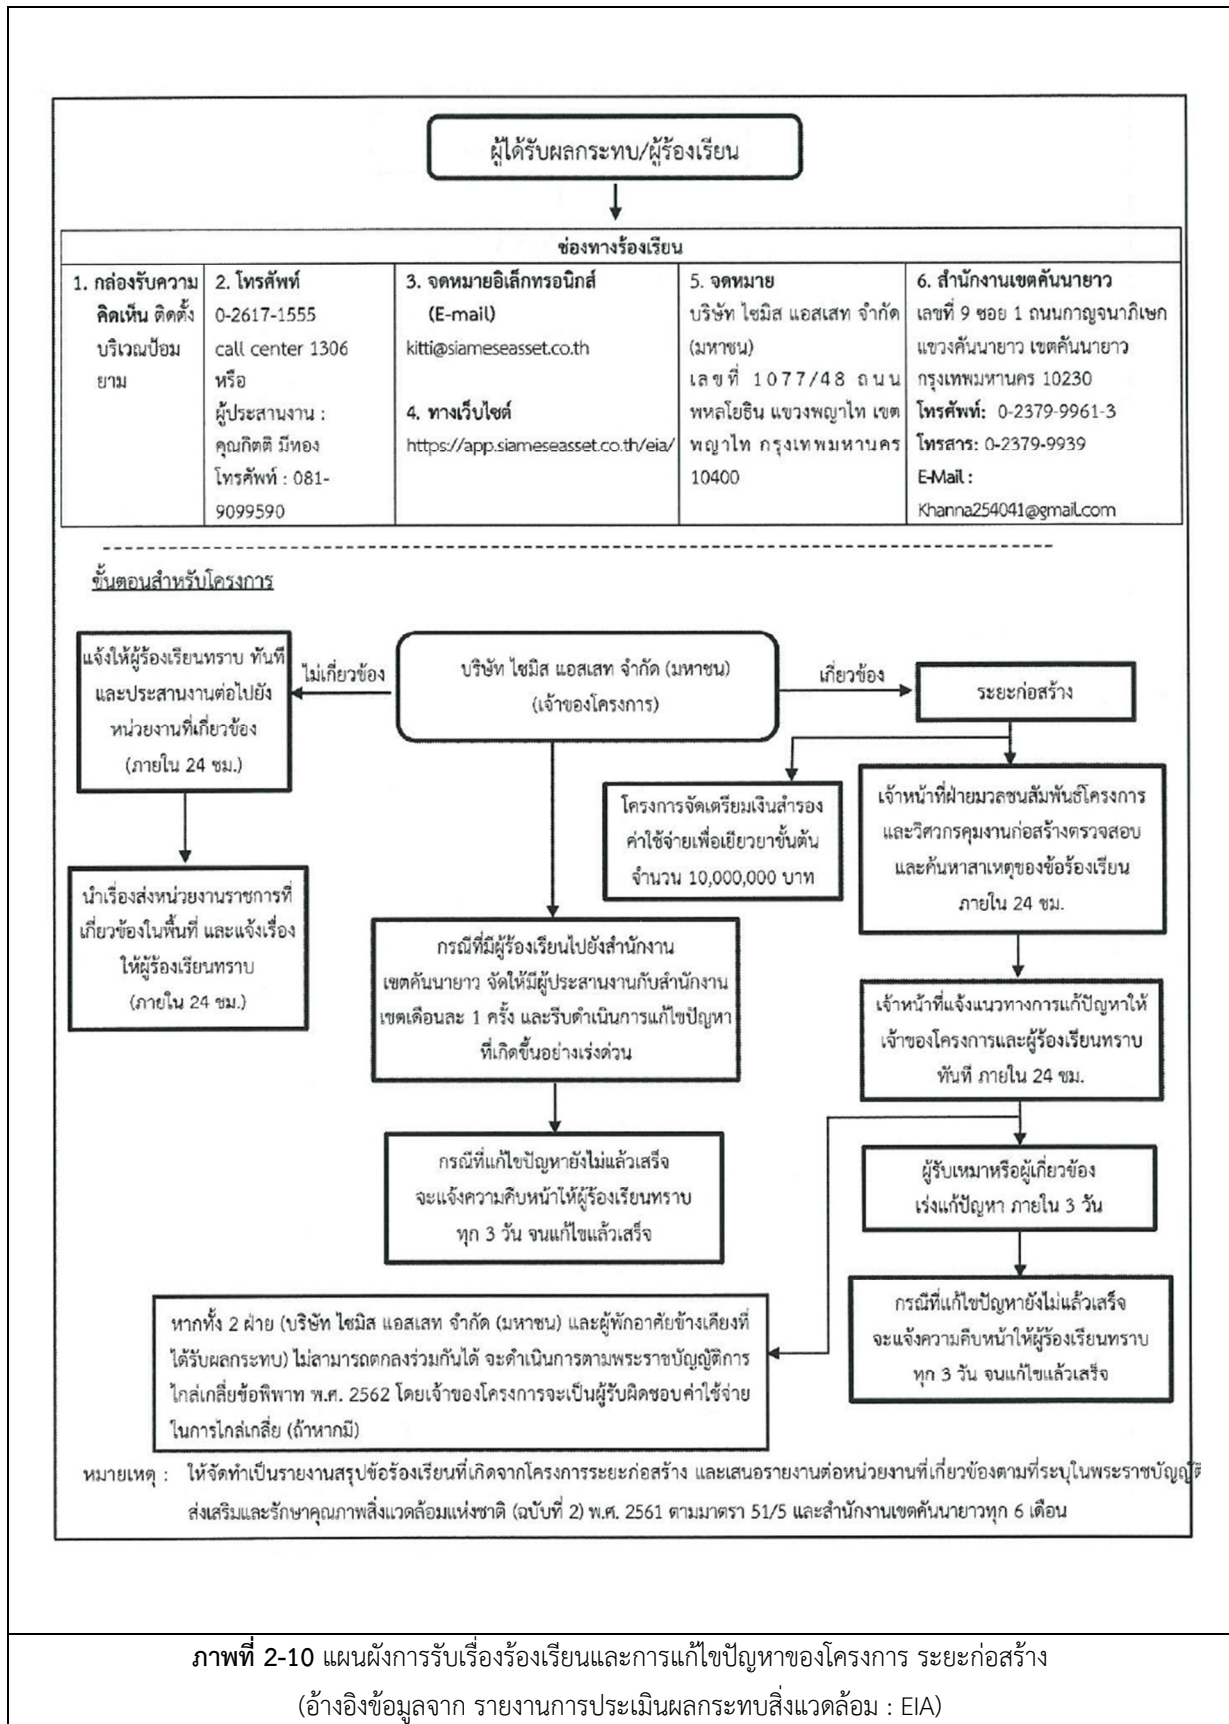 ผู้ได้รับผลกระทบ/ผู้ร้องเรียน
ช่องทางร้องเรียน
1. กล่องรับความ
คิดเห็น ติดตั้ง
บริเวณป้อม
ยาม
2. โทรศัพท์
0-2617-1555
call center 1306
หรือ
ผู้ประสานงาน :
คุณกิตติ มีทอง
โทรศัพท์ : 081-
9099590
3. จดหมายอิเล็กทรอนิกส์
(E-mail)
kitti@siameseasset.co.th
4. ทางเว็บไซต์
https://app.siameseasset.co.th/eia/
5. จดหมาย
บริษัท ไซมิส แอสเสท จำกัด
(มหาชน)
เลขที่ 1077/48 ถนน
พหลโยธิน แขวงพญาไท เขต
พญาไท กรุงเทพมหานคร
10400
6. สำนักงานเขตคันนายาว
เลขที่ 9 ซอย 1 ถนนกาญจนาภิเษก
แขวงคันนายาว เขตคันนายาว
กรุงเทพมหานคร 10230
โทรศัพท์: 0-2379-9961-3
โทรสาร: 0-2379-9939
E-Mail :
Khanna254041@gmail.com
ขั้นตอนสำหรับโครงการ
แจ้งให้ผู้ร้องเรียนทราบ ทันที
และประสานงานต่อไปยัง
หน่วยงานที่เกี่ยวข้อง
(ภายใน 24 ชม.)
ไม่เกี่ยวข้อง
บริษัท ไซมิส แอสเสท จำกัด (มหาชน)
(เจ้าของโครงการ)
เกี่ยวข้อง
ระยะก่อสร้าง
นำเรื่องส่งหน่วยงานราชการที่
เกี่ยวข้องในพื้นที่ และแจ้งเรื่อง
ให้ผู้ร้องเรียนทราบ
(ภายใน 24 ชม.)
โครงการจัดเตรียมเงินสำรอง
ค่าใช้จ่ายเพื่อเยียวยาขั้นต้น
จำนวน 10,000,000 บาท
เจ้าหน้าที่ฝ่ายมวลชนสัมพันธ์โครงการ
และวิศวกรคุมงานก่อสร้างตรวจสอบ
และค้นหาสาเหตุของข้อร้องเรียน
ภายใน 24 ชม.
กรณีที่มีผู้ร้องเรียนไปยังสำนักงาน
เขตคันนายาว จัดให้มีผู้ประสานงานกับสำนักงาน
เขตเดือนละ 1 ครั้ง และรีบดำเนินการแก้ไขปัญหา
ที่เกิดขึ้นอย่างเร่งด่วน
เจ้าหน้าที่แจ้งแนวทางการแก้ปัญหาให้
เจ้าของโครงการและผู้ร้องเรียนทราบ
ทันที ภายใน 24 ชม.
กรณีที่แก้ไขปัญหายังไม่แล้วเสร็จ
จะแจ้งความคืบหน้าให้ผู้ร้องเรียนทราบ
ทุก 3 วัน จนแก้ไขแล้วเสร็จ
ผู้รับเหมาหรือผู้เกี่ยวข้อง
เร่งแก้ปัญหา ภายใน 3 วัน
กรณีที่แก้ไขปัญหายังไม่แล้วเสร็จ
จะแจ้งความคืบหน้าให้ผู้ร้องเรียนทราบ
ทุก 3 วัน จนแก้ไขแล้วเสร็จ
หากทั้ง 2 ฝ่าย (บริษัท ไซมิส แอสเสท จำกัด (มหาชน) และผู้พักอาศัยข้างเคียงที่
ได้รับผลกระทบ) ไม่สามารถตกลงร่วมกันได้ จะดำเนินการตามพระราชบัญญัติการ
ไกล่เกลี่ยข้อพิพาท พ.ศ. 2562 โดยเจ้าของโครงการจะเป็นผู้รับผิดชอบค่าใช้จ่าย
ในการไกล่เกลี่ย (ถ้าหากมี)
หมายเหตุ : ให้จัดทำเป็นรายงานสรุปข้อร้องเรียนที่เกิดจากโครงการระยะก่อสร้าง และเสนอรายงานต่อหน่วยงานที่เกี่ยวข้องตามที่ระบุในพระราชบัญญัติ
ส่งเสริมและรักษาคุณภาพสิ่งแวดล้อมแห่งชาติ (ฉบับที่ 2) พ.ศ. 2561 ตามมาตรา 51/5 และสำนักงานเขตคันนายาวทุก 6 เดือน
ภาพที่ 2-10 แผนผังการรับเรื่องร้องเรียนและการแก้ไขปัญหาของโครงการ ระยะก่อสร้าง
(อ้างอิงข้อมูลจาก รายงานการประเมินผลกระทบสิ่งแวดล้อม : EIA)